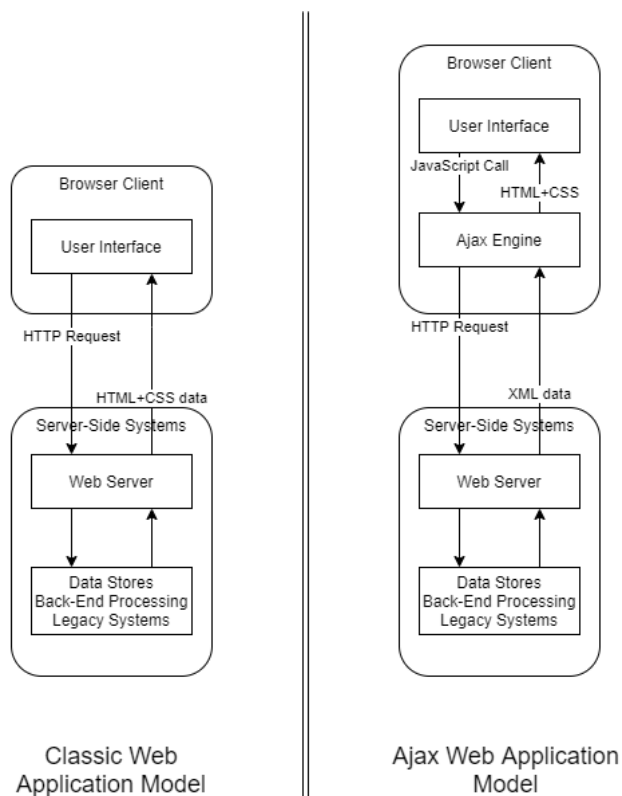 Browser Client
User Interface
HTTP Request
HTML+CSS data
Server-Side Systems
Web Server
Data Stores
Back-End Processing
Legacy Systems
Classic Web
Application Model
Browser Client
User Interface
JavaScript Call
HTML+CSS
Ajax Engine
HTTP Request
XML data
Server-Side Systems
Web Server
Data Stores
Back-End Processing
Legacy Systems
Ajax Web Application
Model